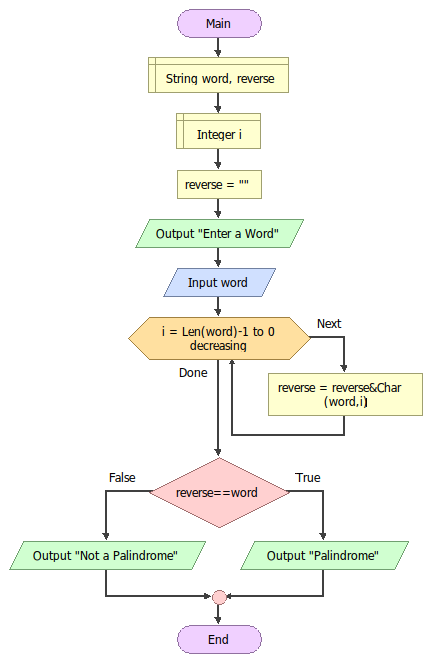 Main
String word, reverse
Integer i
reverse = ""
Output "Enter a Word"
Input word
i = Len(word)-1 to 0
decreasing
Next
Done
reverse = reverse&Char
(word,i)
reverse==word
False
True
Output "Not a Palindrome"
Output "Palindrome"
End